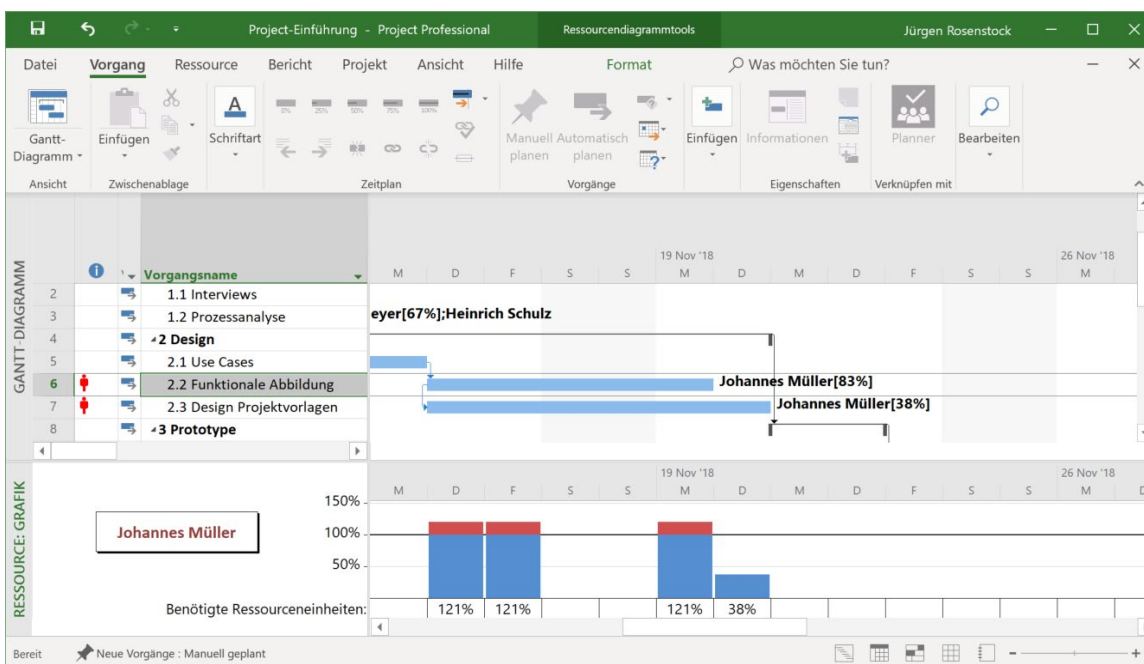 Project-Einführung - Project Professional
Ressourcendiagrammtools
Jürgen Rosenstock
Datei Vorgang Ressource Bericht Projekt Ansicht Hilfe Format Was möchten Sie tun?
Gantt-
Diagramm
Einfügen
Schriftart
0% 25% 50% 75% 100%
Manuell
planen
Automatisch
planen
Einfügen
Informationen
Planner
Bearbeiten
Ansicht Zwischenablage Zeitplan Vorgänge Eigenschaften Verknüpfen mit
GANTT-DIAGRAMM
19 Nov '18 26 Nov '18
Vorgangsname M D F S S M D M D F S S M
2 1.1 Interviews
3 1.2 Prozessanalyse eyer[67%];Heinrich Schulz
4 2 Design
5 2.1 Use Cases
6 2.2 Funktionale Abbildung Johannes Müller[83%]
7 2.3 Design Projektvorlagen Johannes Müller[38%]
8 3 Prototype
RESSOURCE: GRAFIK
19 Nov '18 26 Nov '18
M D F S S M D M D F S S M
150%
Johannes Müller 100%
50%
Benötigte Ressourceneinheiten: 121% 121% 121% 38%
Bereit Neue Vorgänge : Manuell geplant